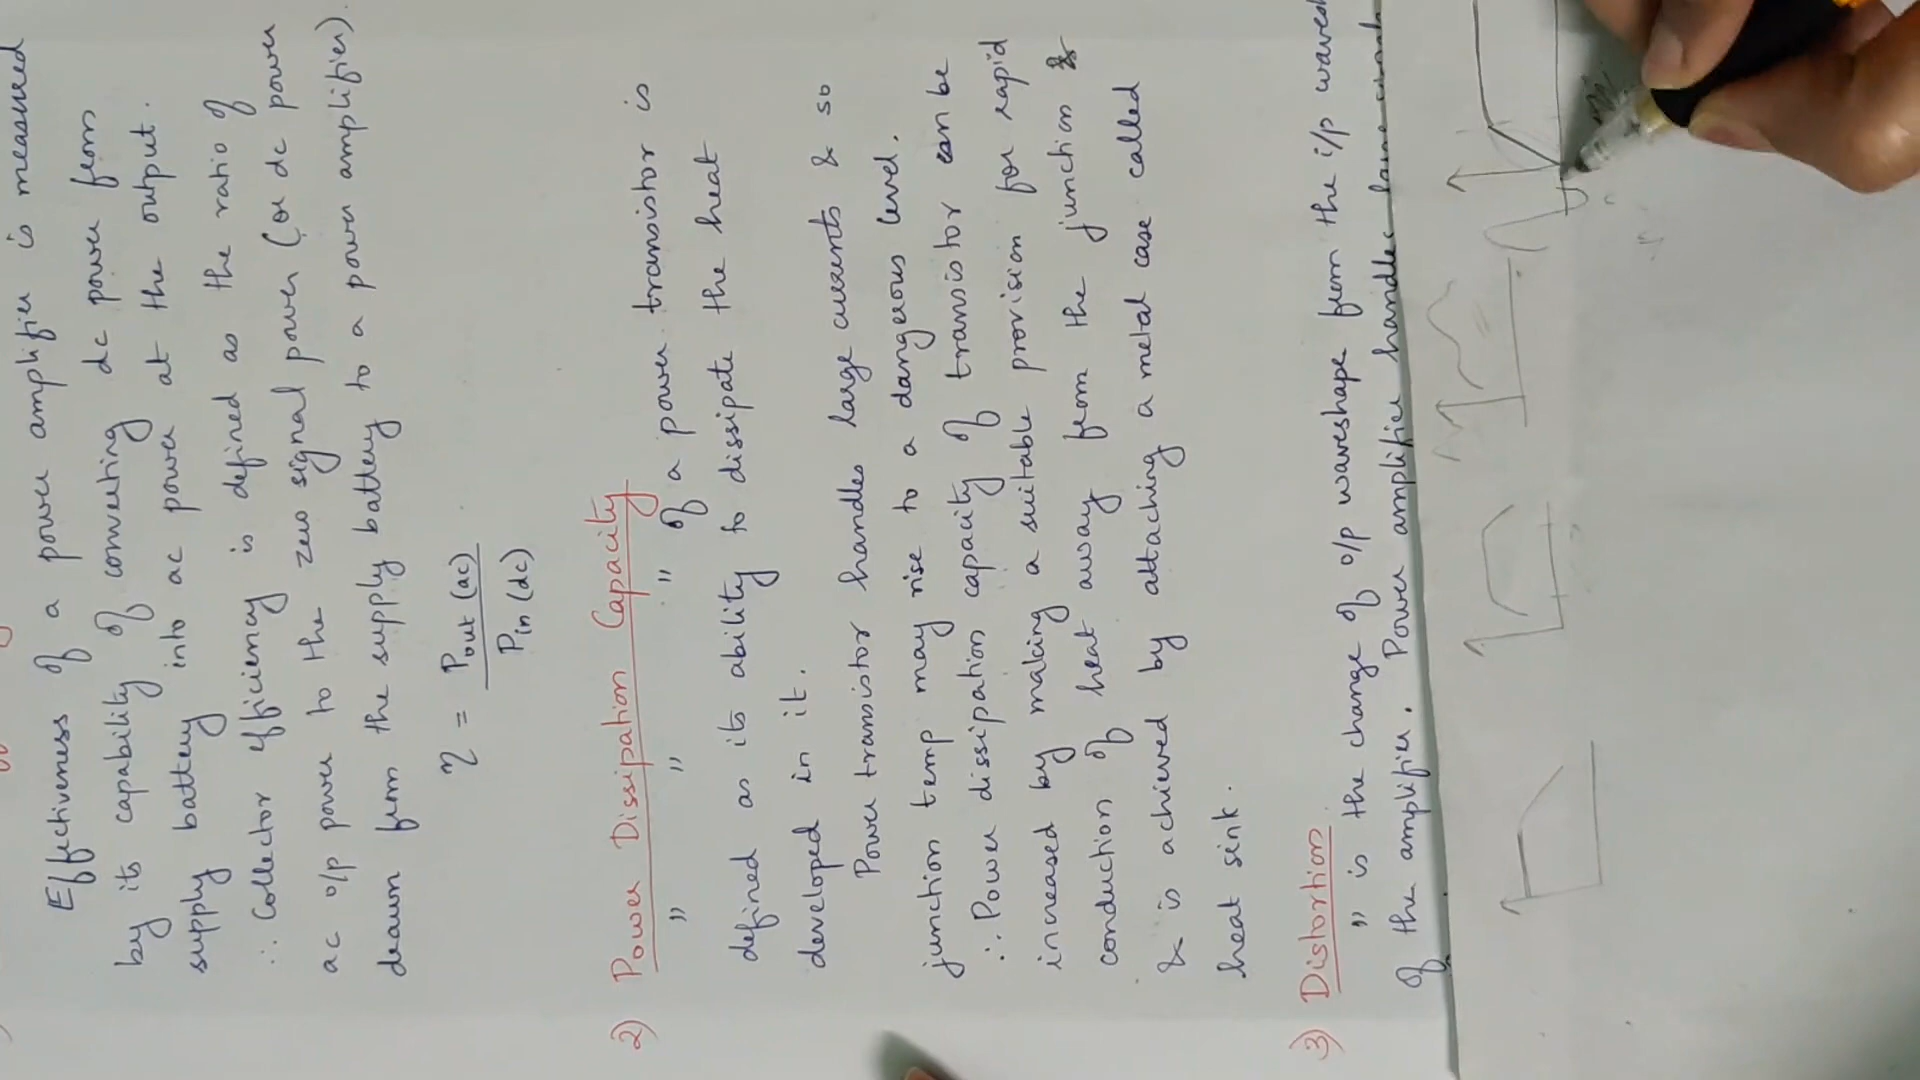 Effectiveness of a power amplifier is measured
by its capability of converting dc power from
supply battery into ac power at the output.
∴ Collector efficiency is defined as the ratio of
ac o/p power to the zero signal power (or dc power
drawn from the supply battery to a power amplifier).
η = Pout (ac) / Pin (dc)
2) Power Dissipation Capacity
" " " of a power transistor is
defined as its ability to dissipate the heat
developed in it.
Power transistor handles large currents & so
junction temp may rise to a dangerous level.
∴ Power dissipation capacity of transistor can be
increased by making a suitable provision for rapid
conduction of heat away from the junction &
& is achieved by attaching a metal case called
heat sink.
3) Distortion
" is the change of o/p waveshape from the i/p
of the amplifier. Power amplifier handles